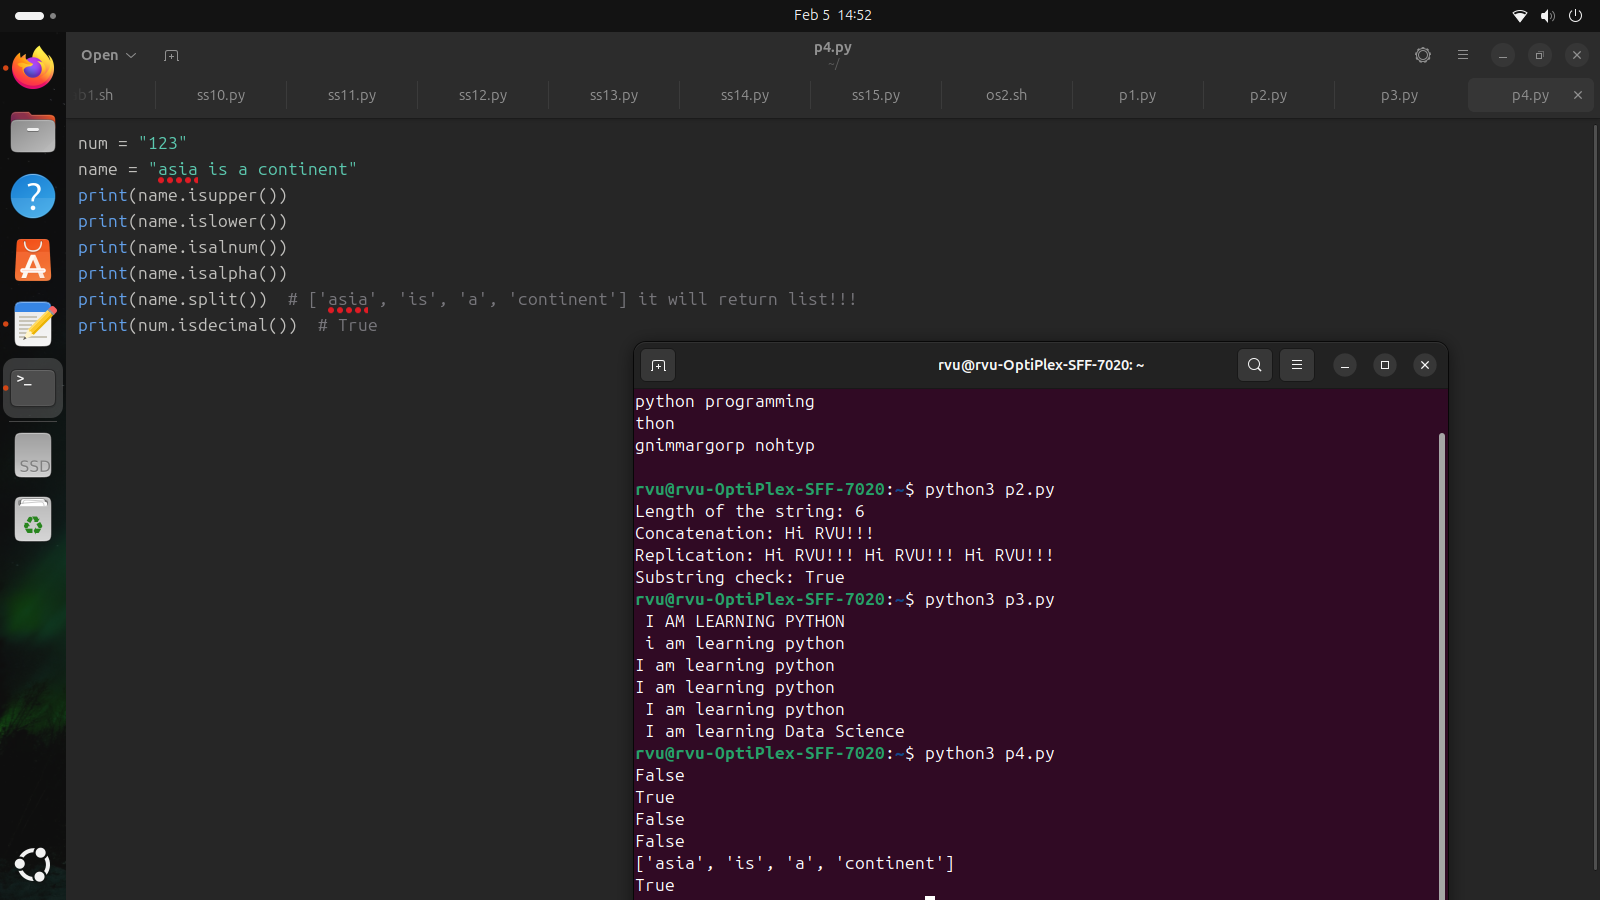 Feb 5 14:52
Open
p4.py
~/
b1.sh
ss10.py
ss11.py
ss12.py
ss13.py
ss14.py
ss15.py
os2.sh
p1.py
p2.py
p3.py
p4.py
num = "123"
name = "asia is a continent"
print(name.isupper())
print(name.islower())
print(name.isalnum())
print(name.isalpha())
print(name.split())  # ['asia', 'is', 'a', 'continent'] it will return list!!!
print(num.isdecimal())  # True
SSD
rvu@rvu-OptiPlex-SFF-7020: ~
python programming
thon
gnimmargorp nohtyp
rvu@rvu-OptiPlex-SFF-7020:~$ python3 p2.py
Length of the string: 6
Concatenation: Hi RVU!!!
Replication: Hi RVU!!! Hi RVU!!! Hi RVU!!!
Substring check: True
rvu@rvu-OptiPlex-SFF-7020:~$ python3 p3.py
 I AM LEARNING PYTHON
 i am learning python
I am learning python
I am learning python
 I am learning python
 I am learning Data Science
rvu@rvu-OptiPlex-SFF-7020:~$ python3 p4.py
False
True
False
False
['asia', 'is', 'a', 'continent']
True